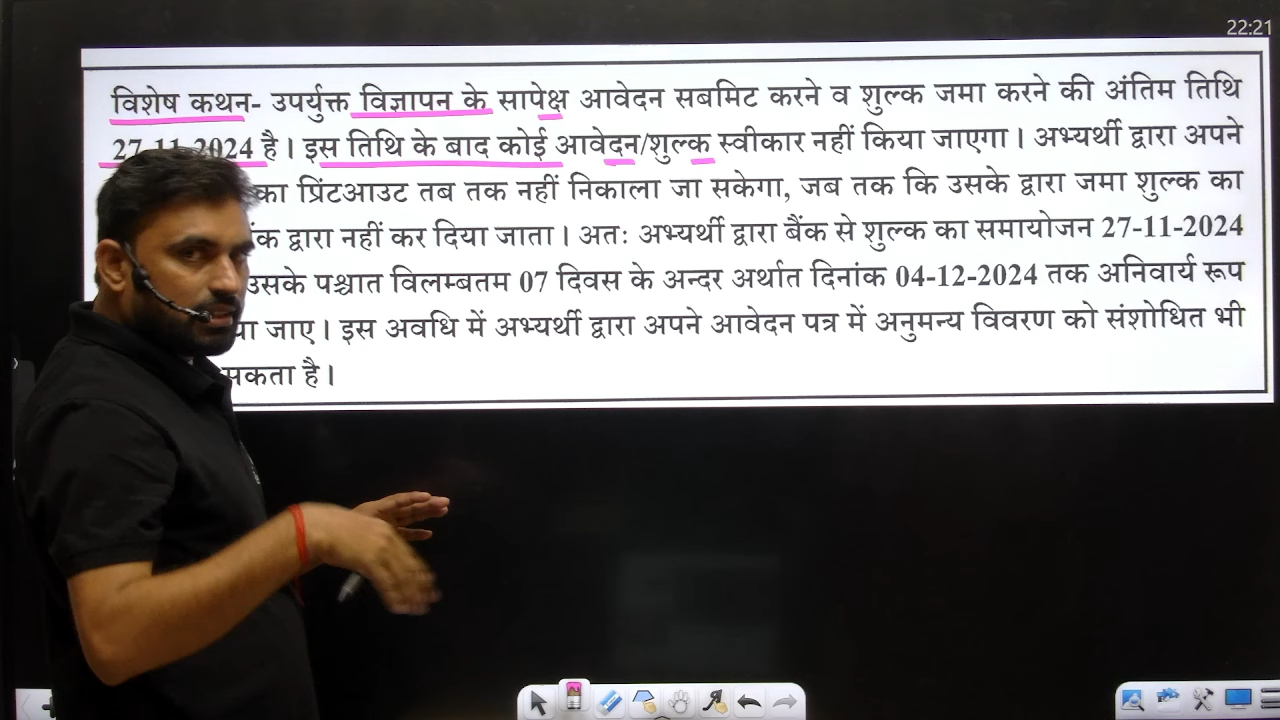 22:21
विशेष कथन- उपर्युक्त विज्ञापन के सापेक्ष आवेदन सबमिट करने व शुल्क जमा करने की अंतिम तिथि
27-11-2024 है। इस तिथि के बाद कोई आवेदन/शुल्क स्वीकार नहीं किया जाएगा। अभ्यर्थी द्वारा अपने
का प्रिंटआउट तब तक नहीं निकाला जा सकेगा, जब तक कि उसके द्वारा जमा शुल्क का
द्वारा नहीं कर दिया जाता। अतः अभ्यर्थी द्वारा बैंक से शुल्क का समायोजन 27-11-2024
उसके पश्चात विलम्बतम 07 दिवस के अन्दर अर्थात दिनांक 04-12-2024 तक अनिवार्य रूप
जाए। इस अवधि में अभ्यर्थी द्वारा अपने आवेदन पत्र में अनुमन्य विवरण को संशोधित भी
सकता है।